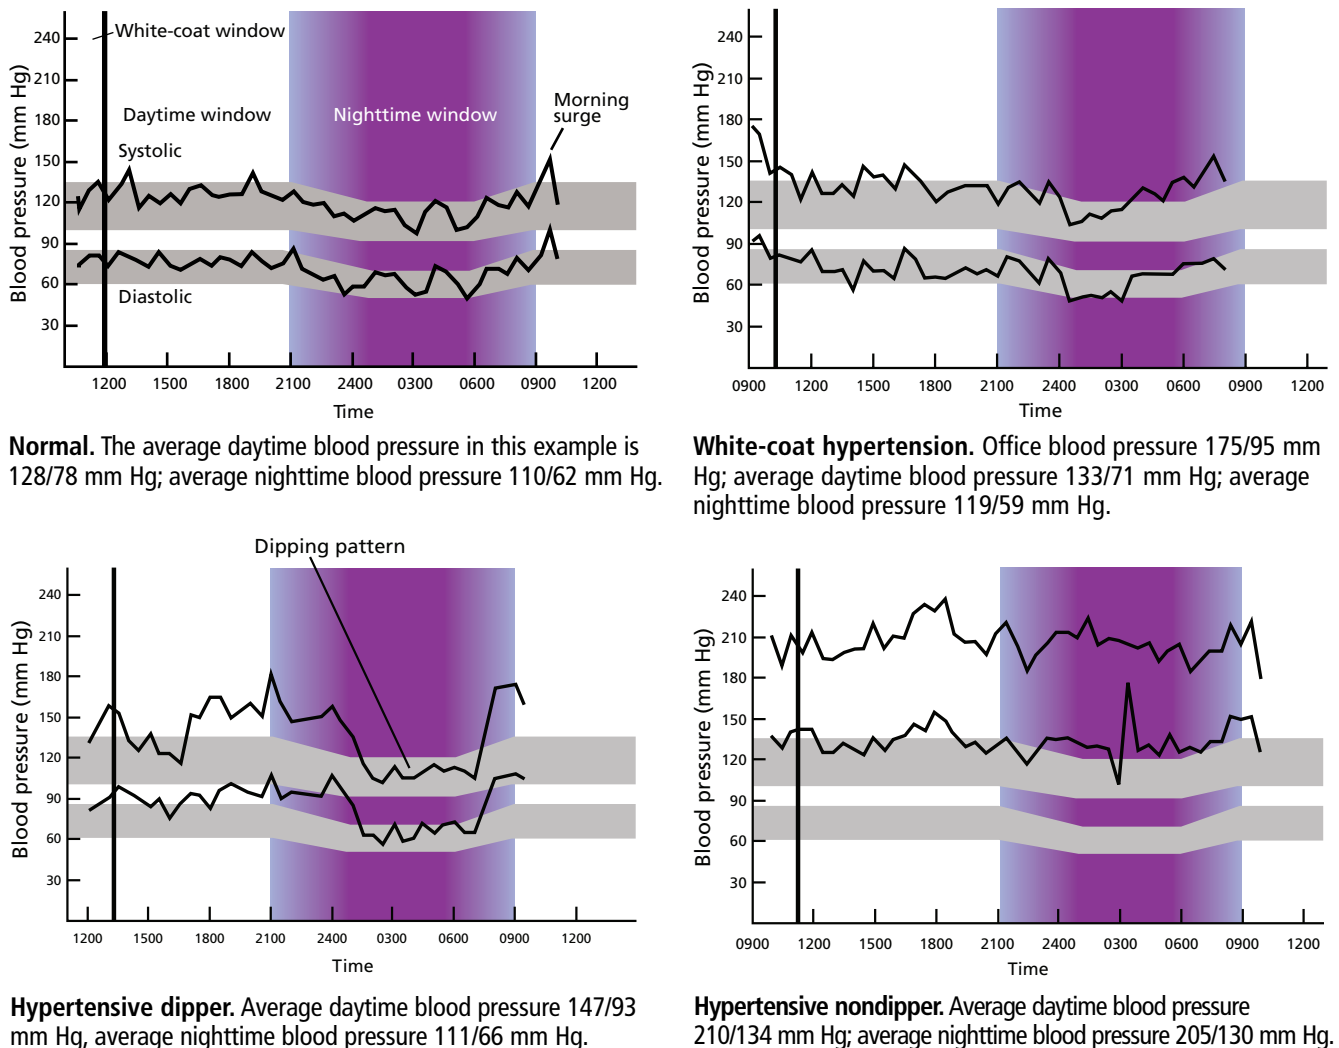 White-coat window
Daytime window
Nighttime window
Morning
surge
Systolic
Diastolic
Blood pressure (mm Hg)
240
210
180
150
120
90
60
30
1200 1500 1800 2100 2400 0300 0600 0900 1200
Time
Normal. The average daytime blood pressure in this example is
128/78 mm Hg; average nighttime blood pressure 110/62 mm Hg.
Blood pressure (mm Hg)
240
210
180
150
120
90
60
30
0900 1200 1500 1800 2100 2400 0300 0600 0900 1200
Time
White-coat hypertension. Office blood pressure 175/95 mm
Hg; average daytime blood pressure 133/71 mm Hg; average
nighttime blood pressure 119/59 mm Hg.
Dipping pattern
Blood pressure (mm Hg)
240
210
180
150
120
90
60
30
1200 1500 1800 2100 2400 0300 0600 0900 1200
Time
Hypertensive dipper. Average daytime blood pressure 147/93
mm Hg, average nighttime blood pressure 111/66 mm Hg.
Blood pressure (mm Hg)
240
210
180
150
120
90
60
30
0900 1200 1500 1800 2100 2400 0300 0600 0900 1200
Time
Hypertensive nondipper. Average daytime blood pressure
210/134 mm Hg; average nighttime blood pressure 205/130 mm Hg.